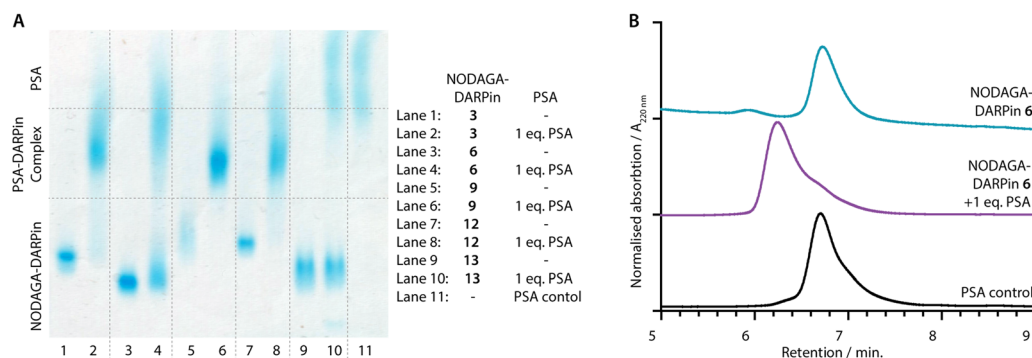 A
PSA
PSA-DARPin
Complex
NODAGA-DARPin
1 2 3 4 5 6 7 8 9 10 11
NODAGA-
DARPin PSA
Lane 1: 3 -
Lane 2: 3 1 eq. PSA
Lane 3: 6 -
Lane 4: 6 1 eq. PSA
Lane 5: 9 -
Lane 6: 9 1 eq. PSA
Lane 7: 12 -
Lane 8: 12 1 eq. PSA
Lane 9 13 -
Lane 10: 13 1 eq. PSA
Lane 11: - PSA contol
B
Normalised absorbtion / A220 nm
NODAGA-
DARPin 6
NODAGA-
DARPin 6
+1 eq. PSA
PSA control
5 6 7 8 9
Retention / min.